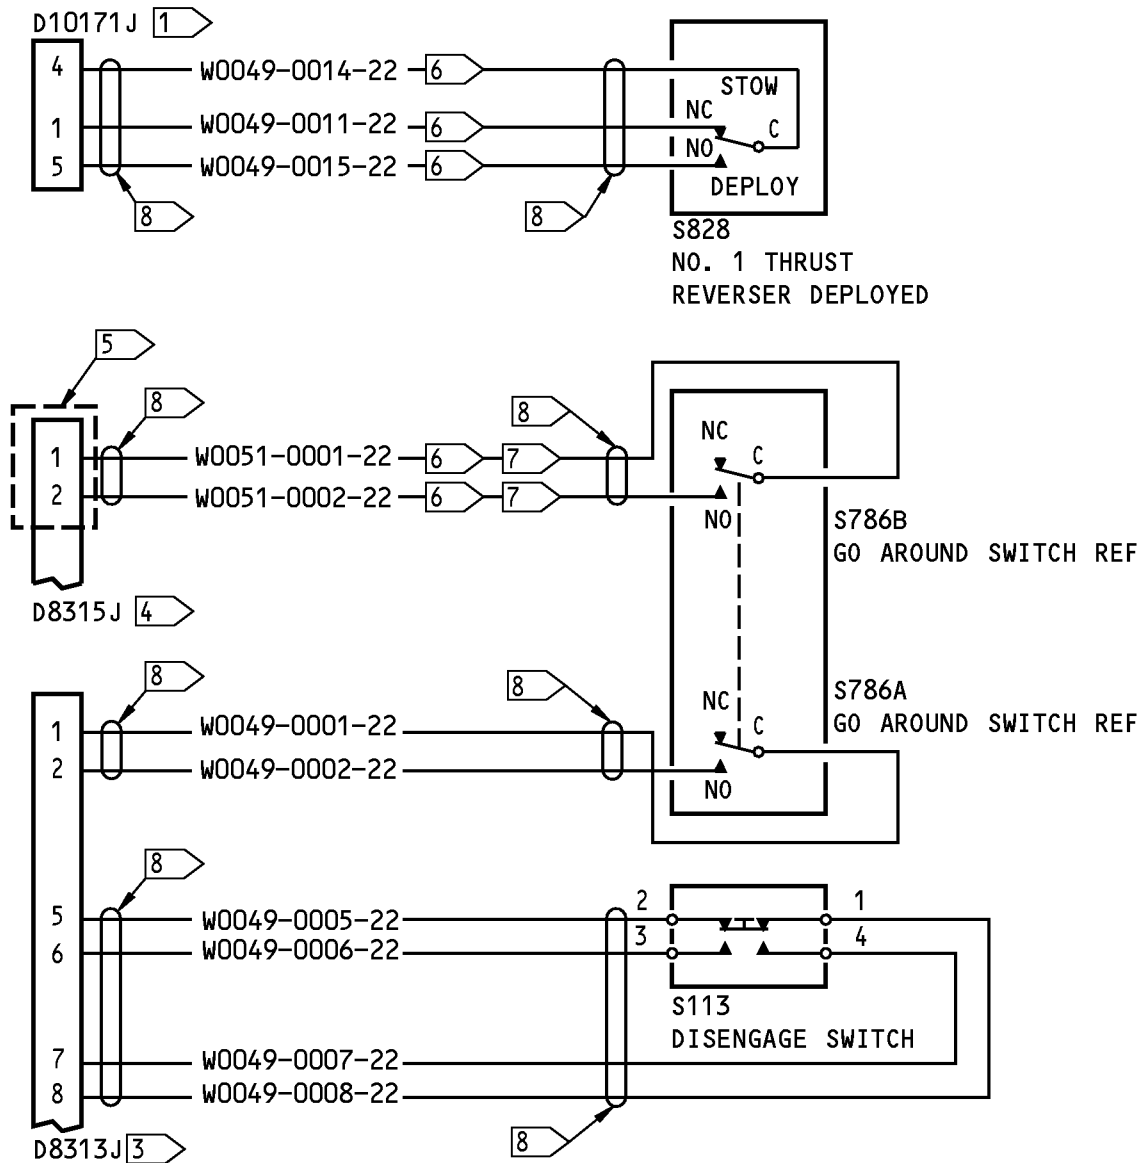 D10171J 1
4 W0049-0014-22 6
STOW
1 W0049-0011-22 6 NC C
5 W0049-0015-22 6 NO
DEPLOY
8 8
S828
NO. 1 THRUST
REVERSER DEPLOYED
5
8 8
NC
1 W0051-0001-22 6 7 C
2 W0051-0002-22 6 7
NO
S786B
GO AROUND SWITCH REF
D8315J 4
8 8
S786A
GO AROUND SWITCH REF
NC
1 W0049-0001-22 C
2 W0049-0002-22
NO
8
5 W0049-0005-22 2 1
6 W0049-0006-22 3 4
S113
DISENGAGE SWITCH
7 W0049-0007-22
8 W0049-0008-22
D8313J 3
8